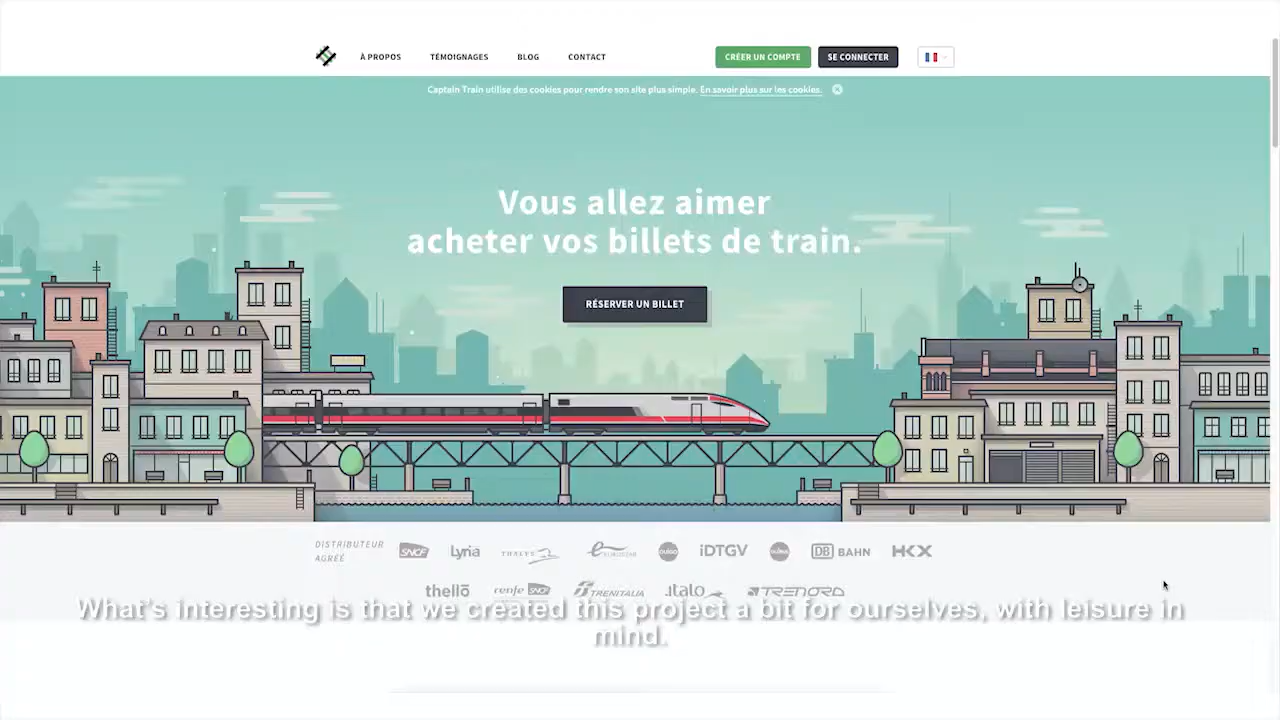 À PROPOS
TÉMOIGNAGES
BLOG
CONTACT
CRÉER UN COMPTE
SE CONNECTER
Captain Train utilise des cookies pour rendre son site plus simple. En savoir plus sur les cookies.
Vous allez aimer
acheter vos billets de train.
RÉSERVER UN BILLET
DISTRIBUTEUR
AGRÉÉ
SNCF
Lyria
THALYS
EUROSTAR
OUIGO
iDTGV
DB BAHN
HKX
thello
renfe SNCF
TRENITALIA
.italo
TRENORD
What's interesting is that we created this project a bit for ourselves, with leisure in
mind.